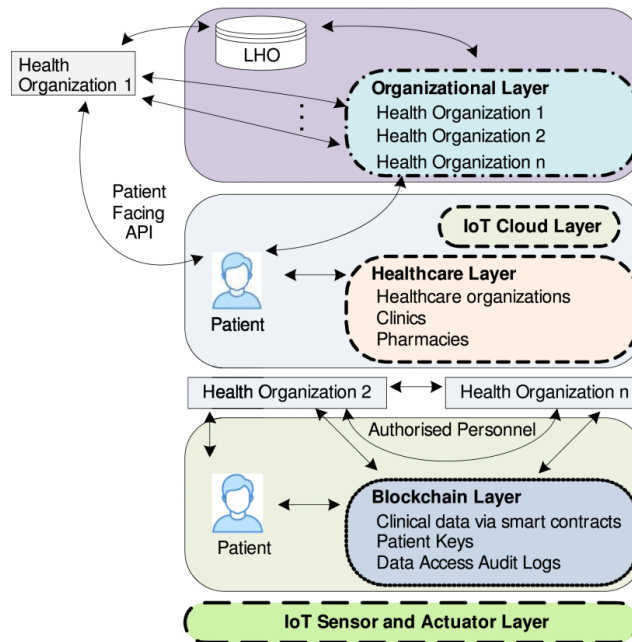 LHO
Health
Organization 1
Organizational Layer
Health Organization 1
Health Organization 2
Health Organization n
Patient
Facing
API
IoT Cloud Layer
Healthcare Layer
Healthcare organizations
Clinics
Pharmacies
Patient
Health Organization 2
Health Organization n
Authorised Personnel
Blockchain Layer
Clinical data via smart contracts
Patient Keys
Data Access Audit Logs
Patient
IoT Sensor and Actuator Layer